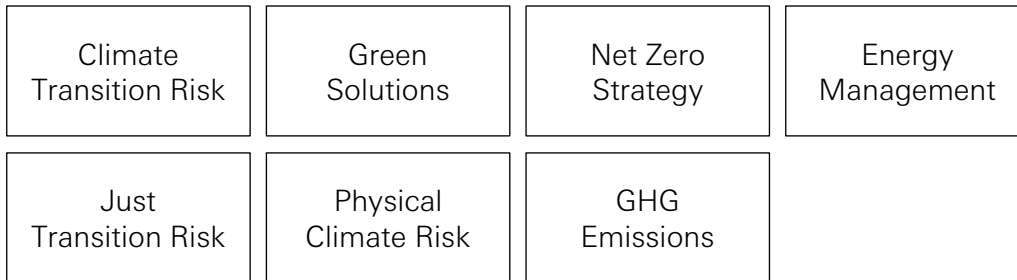 Climate
Transition Risk
Green
Solutions
Net Zero
Strategy
Energy
Management
Just
Transition Risk
Physical
Climate Risk
GHG
Emissions